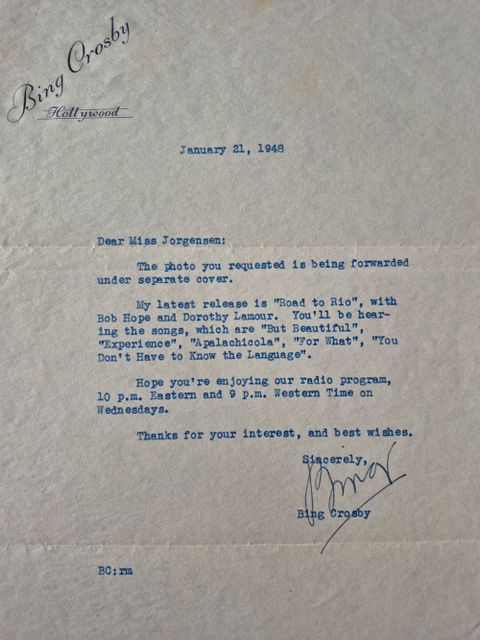 Bing Crosby
Hollywood
January 21, 1948
Dear Miss Jorgensen:
The photo you requested is being forwarded
under separate cover.
My latest release is "Road to Rio", with
Bob Hope and Dorothy Lamour. You'll be hear-
ing the songs, which are "But Beautiful",
"Experience", "Apalachicola", "For What", "You
Don't Have to Know the Language".
Hope you're enjoying our radio program,
10 p.m. Eastern and 9 p.m. Western Time on
Wednesdays.
Thanks for your interest, and best wishes.
Sincerely,
Bing
Bing Crosby
BC:rm